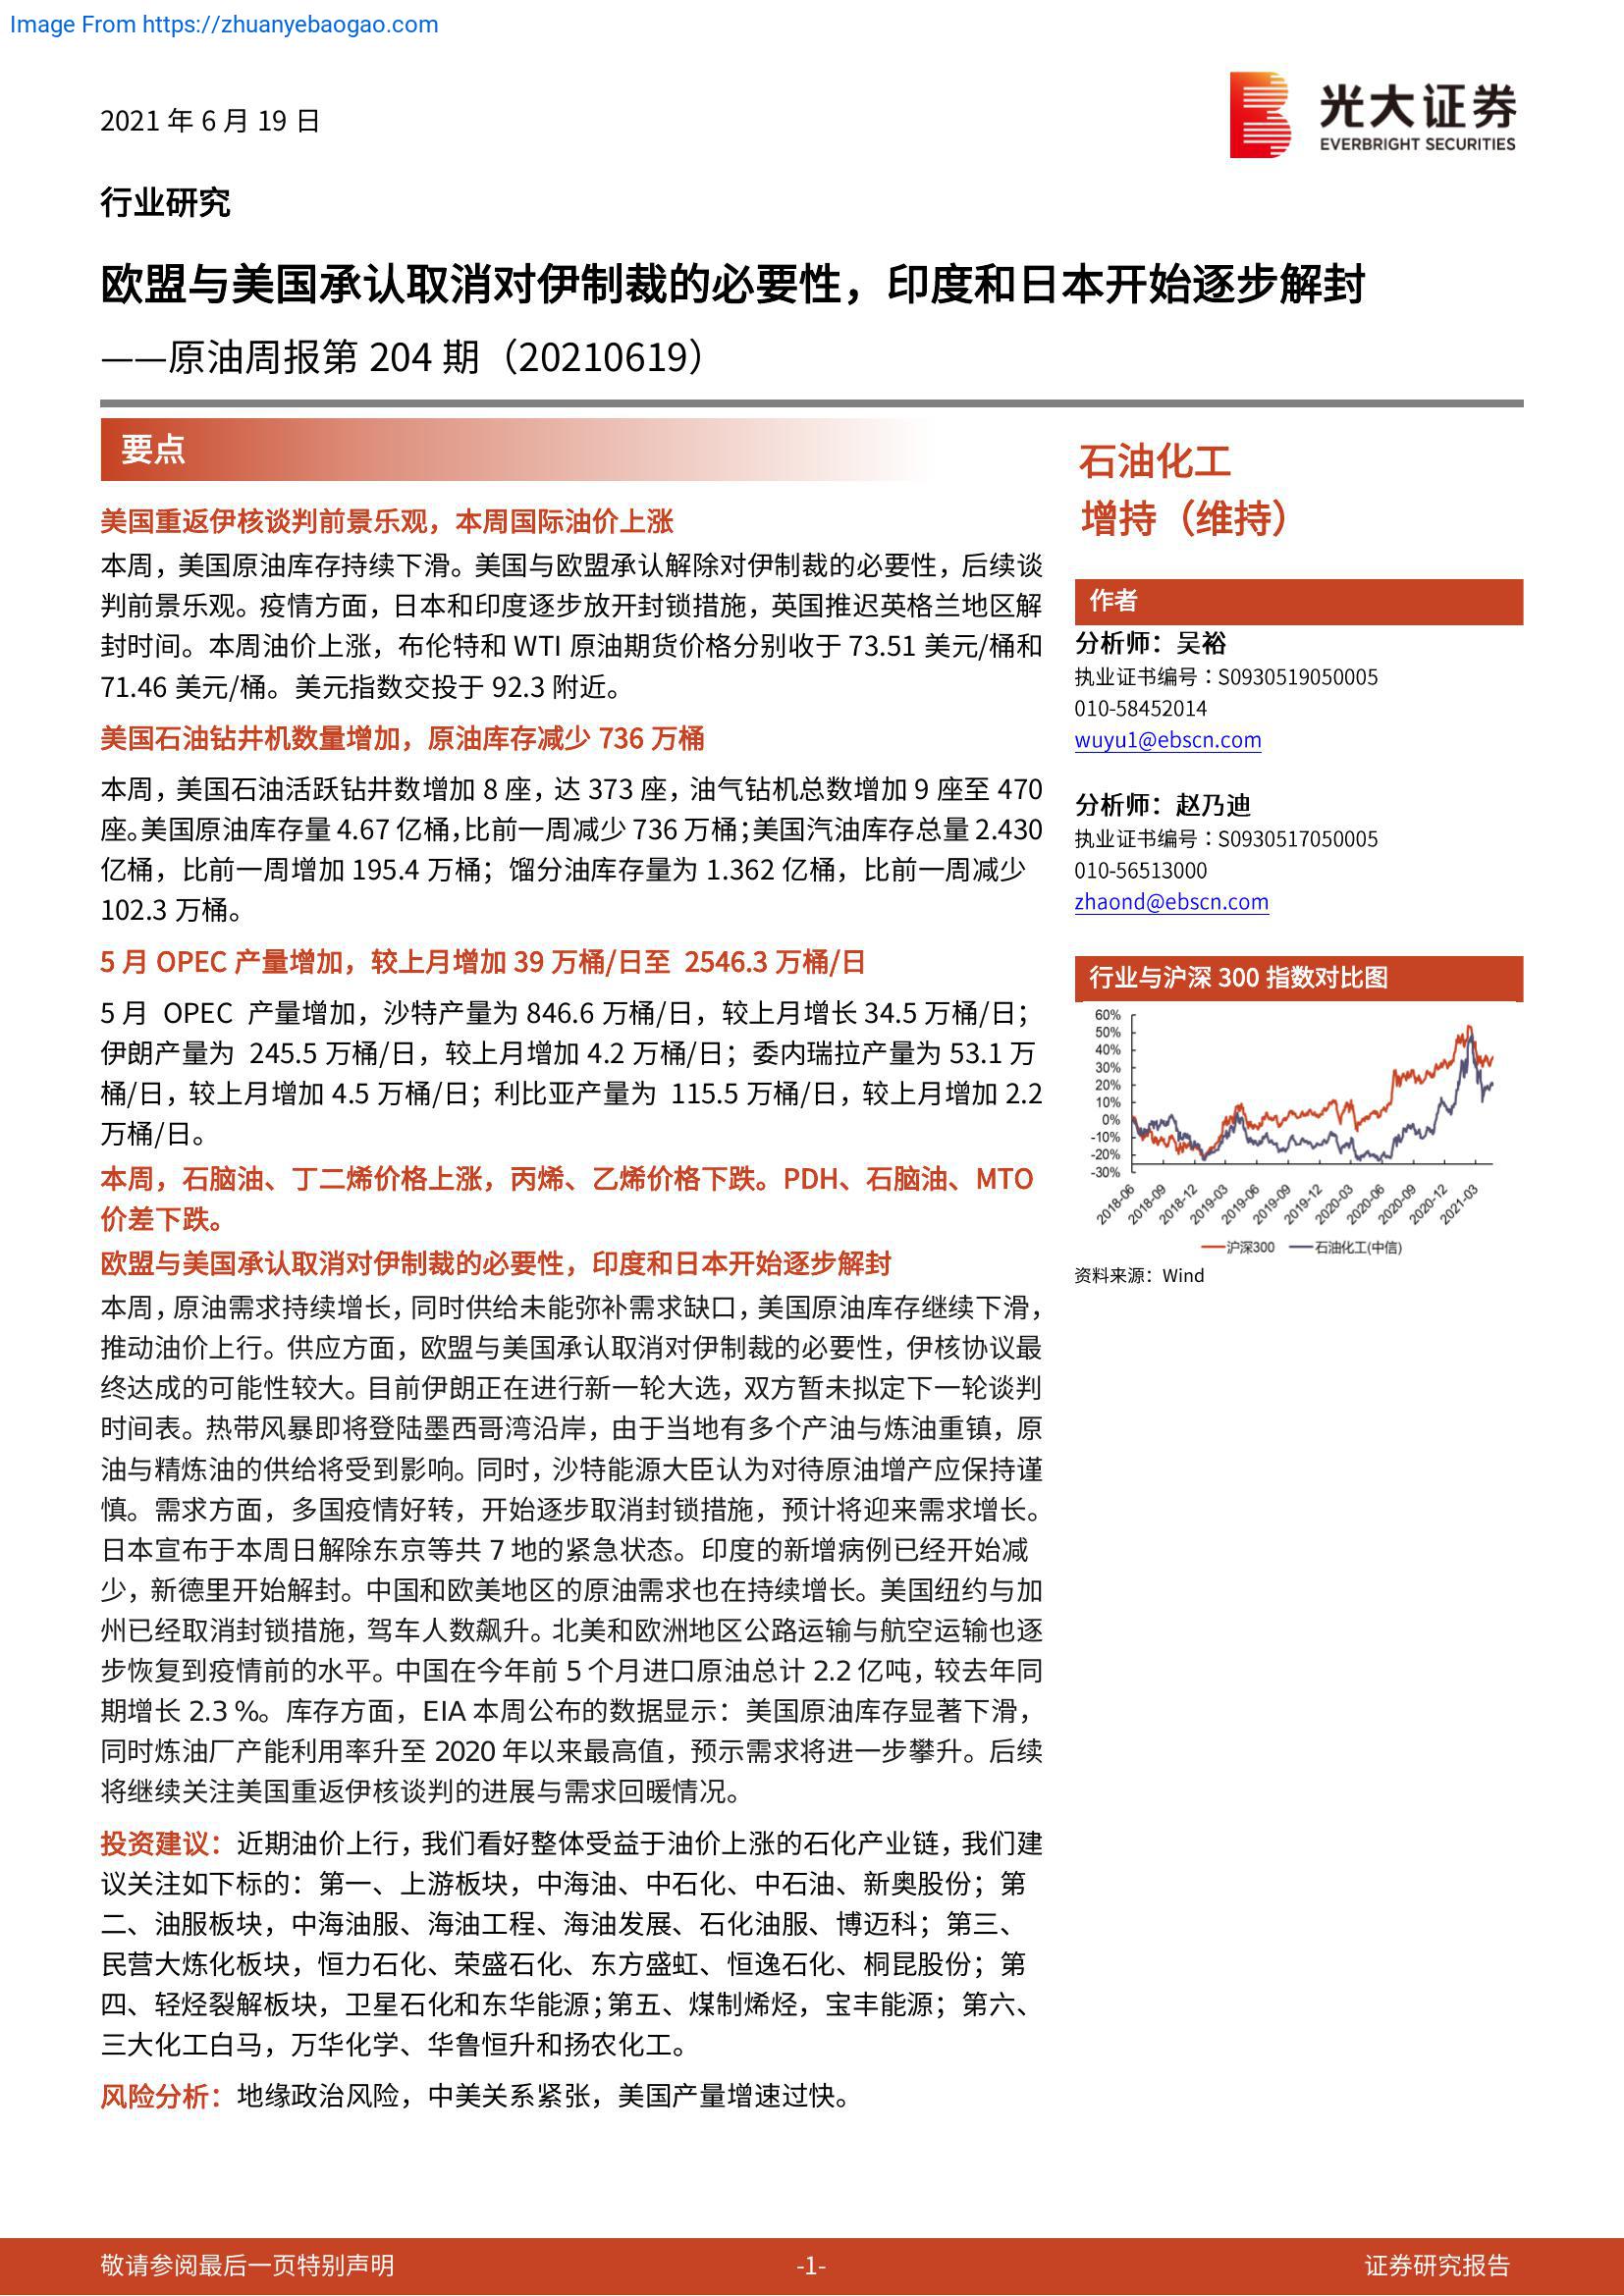 Image From https://zhuanyebaogao.com
2021 年 6 月 19 日
光大证券
EVERBRIGHT SECURITIES
行业研究
欧盟与美国承认取消对伊制裁的必要性，印度和日本开始逐步解封
——原油周报第 204 期（20210619）
要点
美国重返伊核谈判前景乐观，本周国际油价上涨
本周，美国原油库存持续下滑。美国与欧盟承认解除对伊制裁的必要性，后续谈
判前景乐观。疫情方面，日本和印度逐步放开封锁措施，英国推迟英格兰地区解
封时间。本周油价上涨，布伦特和 WTI 原油期货价格分别收于 73.51 美元/桶和
71.46 美元/桶。美元指数交投于 92.3 附近。
美国石油钻井机数量增加，原油库存减少 736 万桶
本周，美国石油活跃钻井数增加 8 座，达 373 座，油气钻机总数增加 9 座至 470
座。美国原油库存量 4.67 亿桶，比前一周减少 736 万桶；美国汽油库存总量 2.430
亿桶，比前一周增加 195.4 万桶；馏分油库存量为 1.362 亿桶，比前一周减少
102.3 万桶。
5 月 OPEC 产量增加，较上月增加 39 万桶/日至 2546.3 万桶/日
5 月 OPEC 产量增加，沙特产量为 846.6 万桶/日，较上月增长 34.5 万桶/日；
伊朗产量为 245.5 万桶/日，较上月增加 4.2 万桶/日；委内瑞拉产量为 53.1 万
桶/日，较上月增加 4.5 万桶/日；利比亚产量为 115.5 万桶/日，较上月增加 2.2
万桶/日。
本周，石脑油、丁二烯价格上涨，丙烯、乙烯价格下跌。PDH、石脑油、MTO
价差下跌。
欧盟与美国承认取消对伊制裁的必要性，印度和日本开始逐步解封
本周，原油需求持续增长，同时供给未能弥补需求缺口，美国原油库存继续下滑，
推动油价上行。供应方面，欧盟与美国承认取消对伊制裁的必要性，伊核协议最
终达成的可能性较大。目前伊朗正在进行新一轮大选，双方暂未拟定下一轮谈判
时间表。热带风暴即将登陆墨西哥湾沿岸，由于当地有多个产油与炼油重镇，原
油与精炼油的供给将受到影响。同时，沙特能源大臣认为对待原油增产应保持谨
慎。需求方面，多国疫情好转，开始逐步取消封锁措施，预计将迎来需求增长。
日本宣布于本周日解除东京等共 7 地的紧急状态。印度的新增病例已经开始减
少，新德里开始解封。中国和欧美地区的原油需求也在持续增长。美国纽约与加
州已经取消封锁措施，驾车人数飙升。北美和欧洲地区公路运输与航空运输也逐
步恢复到疫情前的水平。中国在今年前 5 个月进口原油总计 2.2 亿吨，较去年同
期增长 2.3 %。库存方面，EIA 本周公布的数据显示：美国原油库存显著下滑，
同时炼油厂产能利用率升至 2020 年以来最高值，预示需求将进一步攀升。后续
将继续关注美国重返伊核谈判的进展与需求回暖情况。
投资建议：近期油价上行，我们看好整体受益于油价上涨的石化产业链，我们建
议关注如下标的：第一、上游板块，中海油、中石化、中石油、新奥股份；第
二、油服板块，中海油服、海油工程、海油发展、石化油服、博迈科；第三、
民营大炼化板块，恒力石化、荣盛石化、东方盛虹、恒逸石化、桐昆股份；第
四、轻烃裂解板块，卫星石化和东华能源；第五、煤制烯烃，宝丰能源；第六、
三大化工白马，万华化学、华鲁恒升和扬农化工。
风险分析：地缘政治风险，中美关系紧张，美国产量增速过快。
石油化工
增持（维持）
作者
分析师：吴裕
执业证书编号：S0930519050005
010-58452014
wuyu1@ebscn.com
分析师：赵乃迪
执业证书编号：S0930517050005
010-56513000
zhaond@ebscn.com
行业与沪深 300 指数对比图
60%
50%
40%
30%
20%
10%
0%
-10%
-20%
-30%
2018-06
2018-09
2018-12
2019-03
2019-06
2019-09
2019-12
2020-03
2020-06
2020-09
2020-12
2021-03
沪深300 石油化工(中信)
资料来源：Wind
敬请参阅最后一页特别声明
-1-
证券研究报告